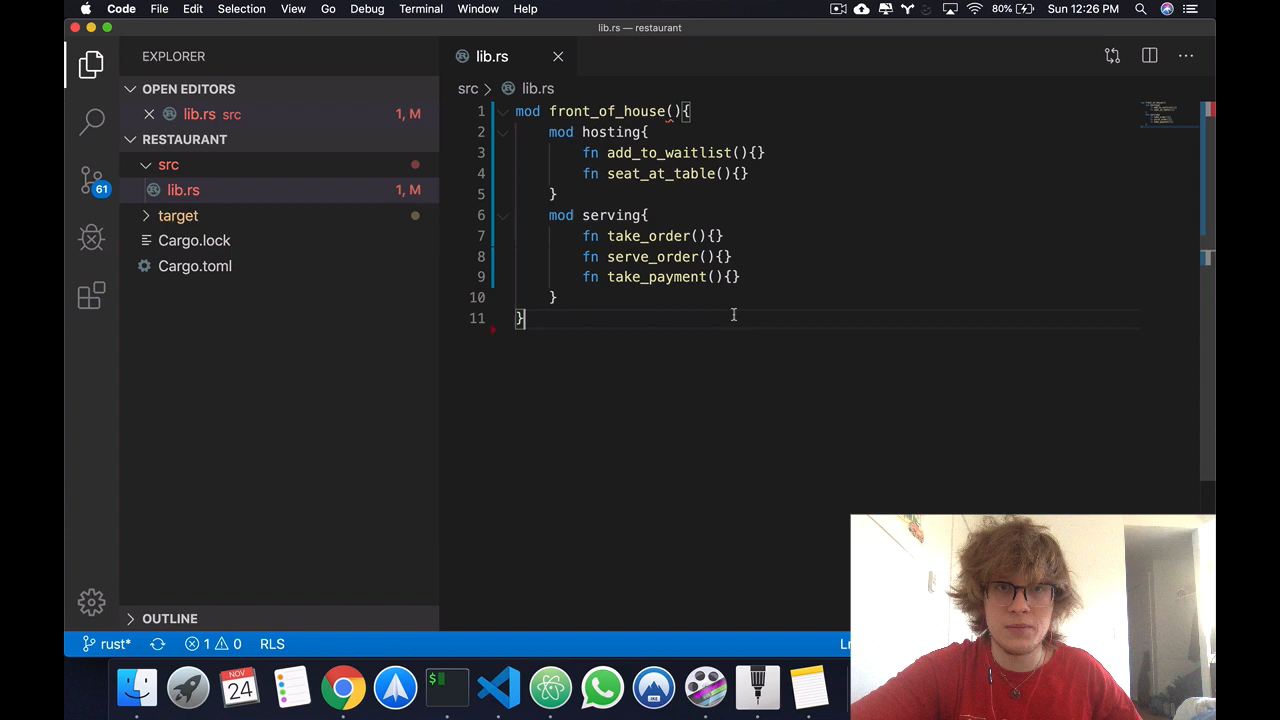 Code File Edit Selection View Go Debug Terminal Window Help 80% Sun 12:26 PM
lib.rs — restaurant
EXPLORER
OPEN EDITORS
lib.rs src 1, M
RESTAURANT
src
lib.rs 1, M
target
Cargo.lock
Cargo.toml
61
OUTLINE
lib.rs
src > lib.rs
1 mod front_of_house(){
2 mod hosting{
3 fn add_to_waitlist(){}
4 fn seat_at_table(){}
5 }
6 mod serving{
7 fn take_order(){}
8 fn serve_order(){}
9 fn take_payment(){}
10 }
11 }
rust* 1 0 RLS Ln
NOV
24
$